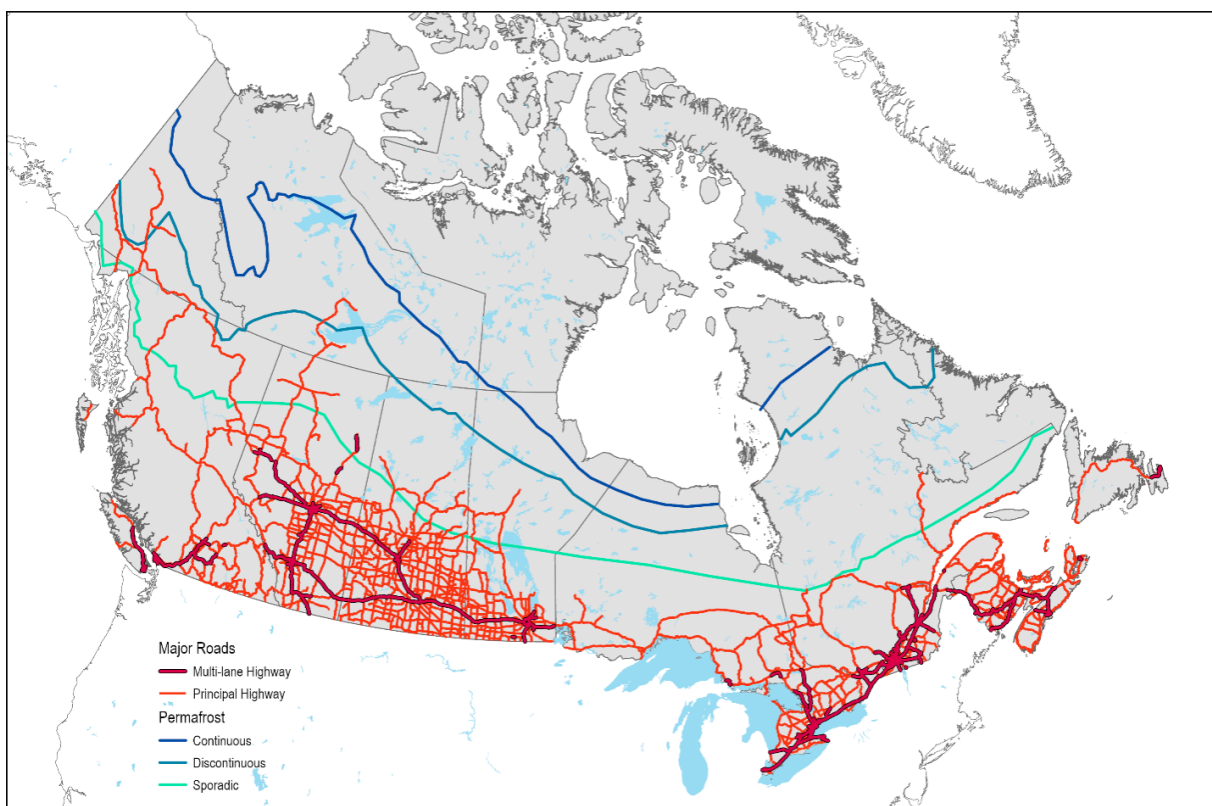 Major Roads
Multi-lane Highway
Principal Highway
Permafrost
Continuous
Discontinuous
Sporadic